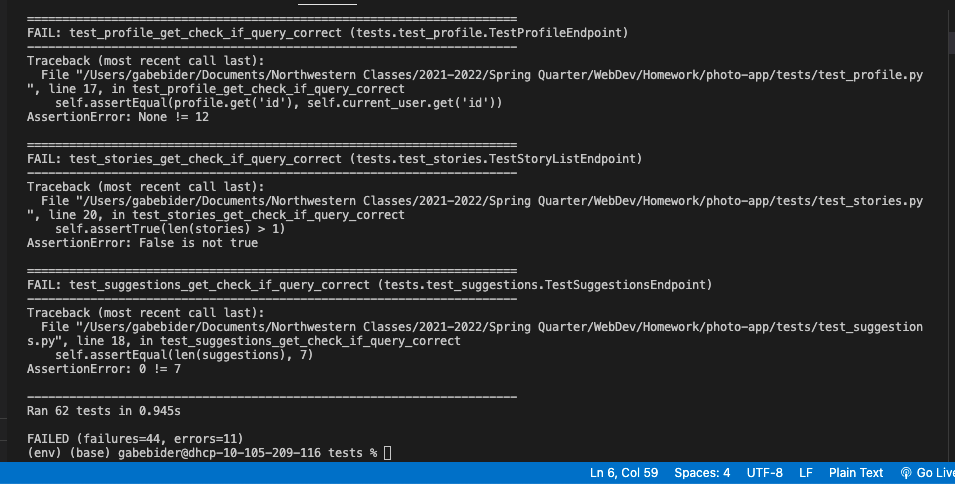 ======================================================================
FAIL: test_profile_get_check_if_query_correct (tests.test_profile.TestProfileEndpoint)
----------------------------------------------------------------------
Traceback (most recent call last):
  File "/Users/gabebider/Documents/Northwestern Classes/2021-2022/Spring Quarter/WebDev/Homework/photo-app/tests/test_profile.py
", line 17, in test_profile_get_check_if_query_correct
    self.assertEqual(profile.get('id'), self.current_user.get('id'))
AssertionError: None != 12
======================================================================
FAIL: test_stories_get_check_if_query_correct (tests.test_stories.TestStoryListEndpoint)
----------------------------------------------------------------------
Traceback (most recent call last):
  File "/Users/gabebider/Documents/Northwestern Classes/2021-2022/Spring Quarter/WebDev/Homework/photo-app/tests/test_stories.py
", line 20, in test_stories_get_check_if_query_correct
    self.assertTrue(len(stories) > 1)
AssertionError: False is not true
======================================================================
FAIL: test_suggestions_get_check_if_query_correct (tests.test_suggestions.TestSuggestionsEndpoint)
----------------------------------------------------------------------
Traceback (most recent call last):
  File "/Users/gabebider/Documents/Northwestern Classes/2021-2022/Spring Quarter/WebDev/Homework/photo-app/tests/test_suggestion
s.py", line 18, in test_suggestions_get_check_if_query_correct
    self.assertEqual(len(suggestions), 7)
AssertionError: 0 != 7
----------------------------------------------------------------------
Ran 62 tests in 0.945s
FAILED (failures=44, errors=11)
(env) (base) gabebider@dhcp-10-105-209-116 tests %
Ln 6, Col 59 Spaces: 4 UTF-8 LF Plain Text Go Live